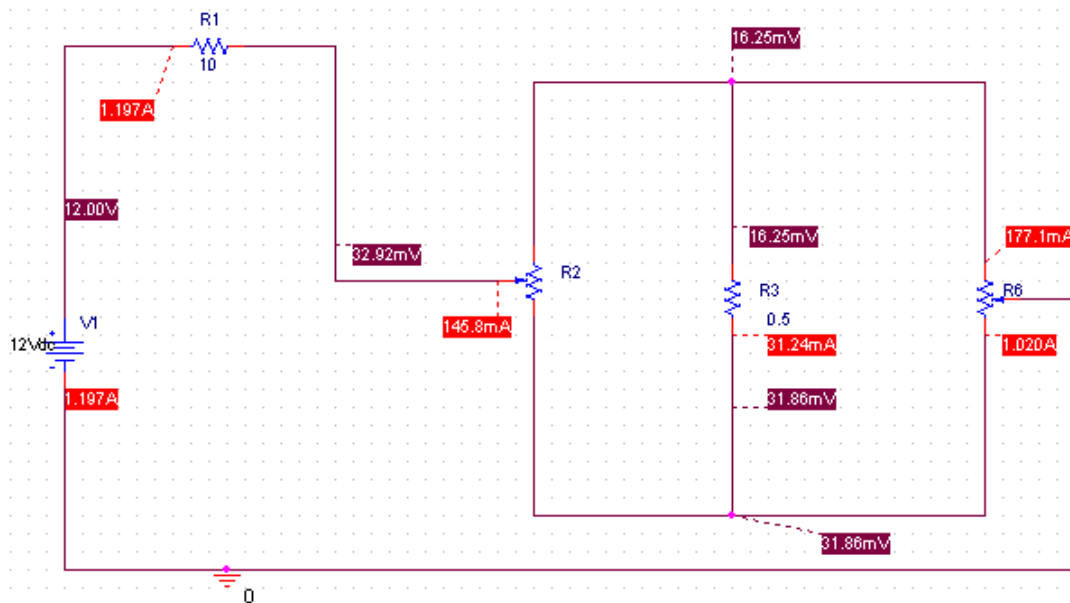 R1
10
1.197A
16.25mV
12.00V
16.25mV
177.1mA
32.92mV
R2
R3
R6
0.5
145.8mA
V1
12Vdc
31.24mA
1.020A
1.197A
31.86mV
31.86mV
0